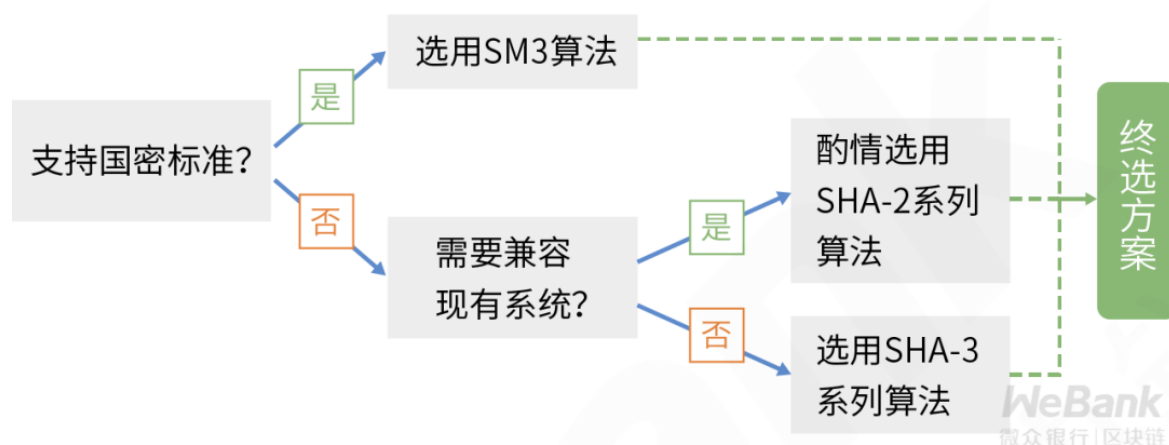 支持国密标准？
是
选用SM3算法
否
需要兼容
现有系统？
是
酌情选用
SHA-2系列
算法
否
选用SHA-3
系列算法
终选方案
WeBank
微众银行|区块链